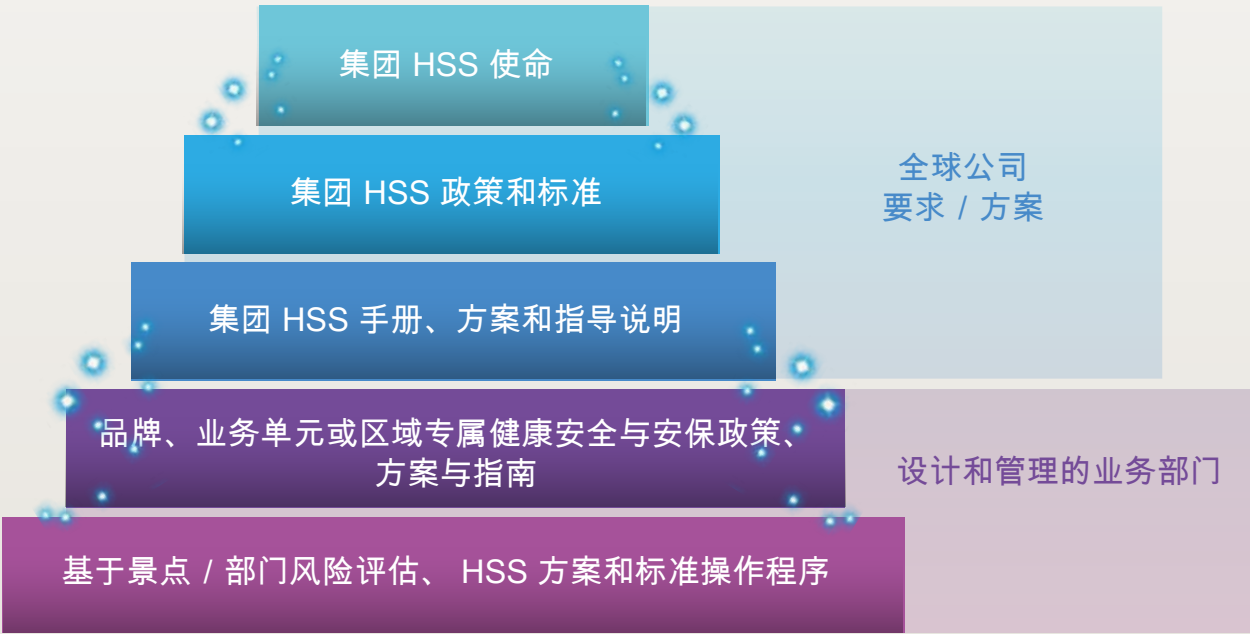 集团 HSS 使命
集团 HSS 政策和标准
全球公司
要求 / 方案
集团 HSS 手册、方案和指导说明
品牌、业务单元或区域专属健康安全与安保政策、
方案与指南
设计和管理的业务部门
基于景点 / 部门风险评估、 HSS 方案和标准操作程序